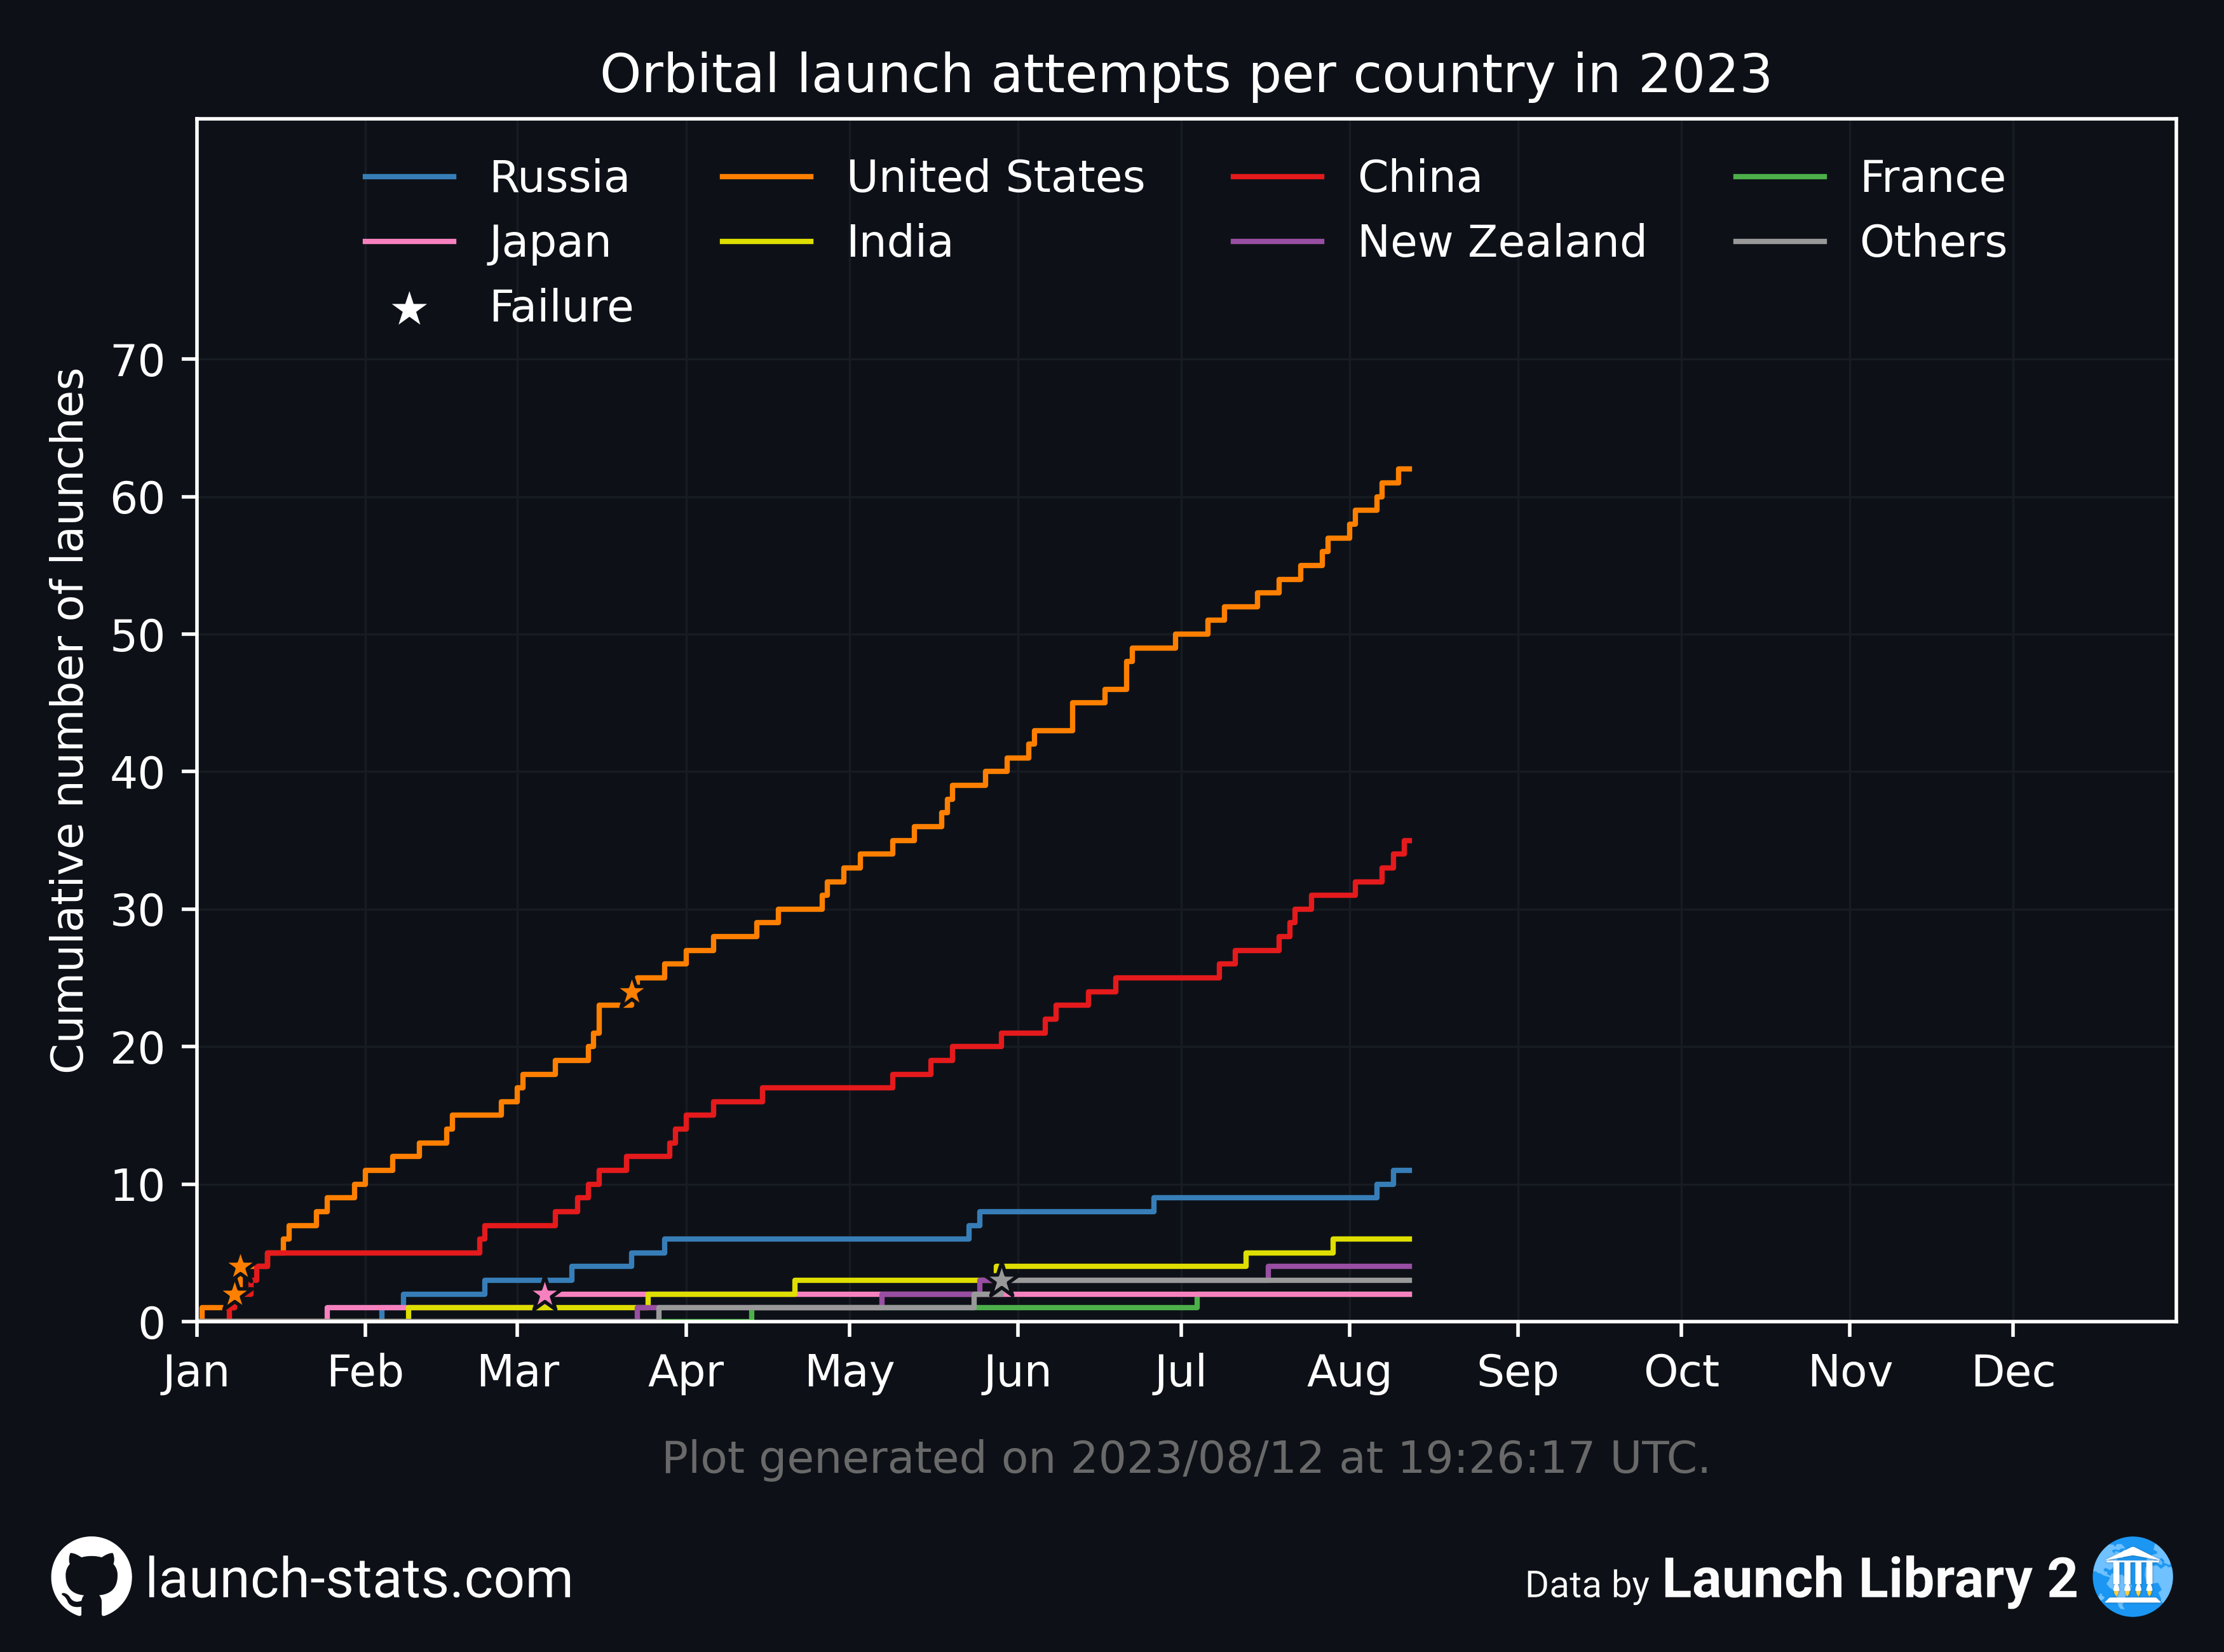 Orbital launch attempts per country in 2023
Russia United States China France
Japan India New Zealand Others
Failure
Cumulative number of launches
70
60
50
40
30
20
10
0
Jan Feb Mar Apr May Jun Jul Aug Sep Oct Nov Dec
Plot generated on 2023/08/12 at 19:26:17 UTC.
launch-stats.com
Data by Launch Library 2